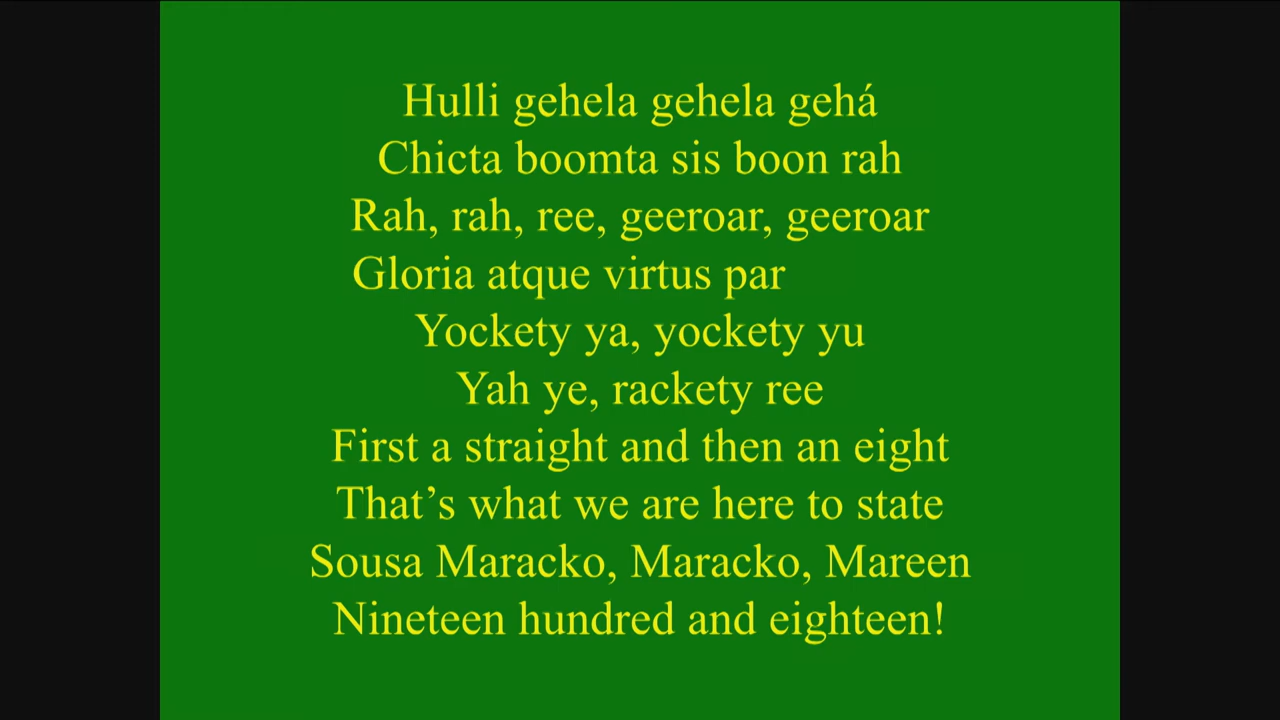 Hulli gehela gehela gehá
Chicta boomta sis boon rah
Rah, rah, ree, geeroar, geeroar
Gloria atque virtus par
Yockety ya, yockety yu
Yah ye, rackety ree
First a straight and then an eight
That’s what we are here to state
Sousa Maracko, Maracko, Mareen
Nineteen hundred and eighteen!